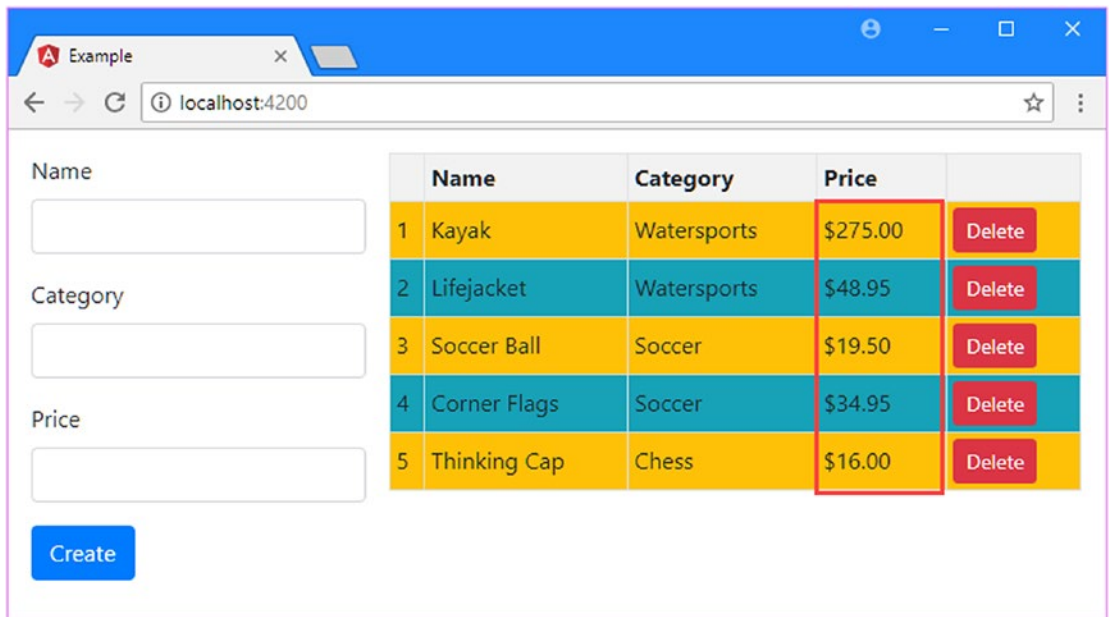 Example
localhost:4200
Name
Category
Price
Create
Name Category Price
1 Kayak Watersports $275.00 Delete
2 Lifejacket Watersports $48.95 Delete
3 Soccer Ball Soccer $19.50 Delete
4 Corner Flags Soccer $34.95 Delete
5 Thinking Cap Chess $16.00 Delete